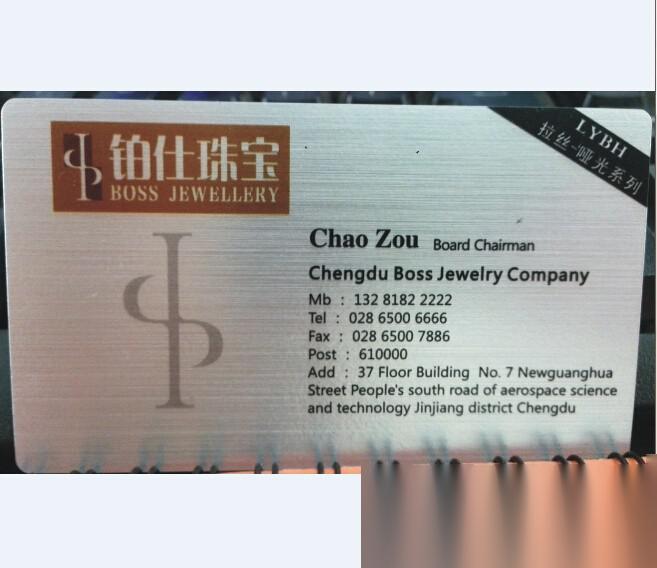 铂仕珠宝
BOSS JEWELLERY
LYBH
拉丝-哑光系列
Chao Zou Board Chairman
Chengdu Boss Jewelry Company
Mb : 132 8182 2222
Tel : 028 6500 6666
Fax : 028 6500 7886
Post : 610000
Add : 37 Floor Building No. 7 Newguanghua
Street People's south road of aerospace science
and technology Jinjiang district Chengdu